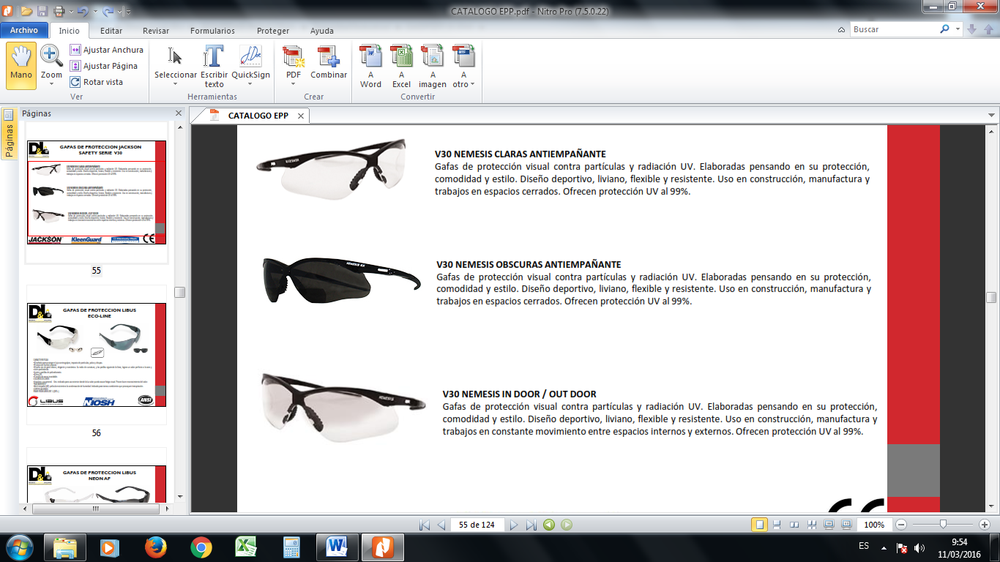 CATALOGO EPP.pdf - Nitro Pro (7.5.0.22)
Archivo Inicio Editar Revisar Formularios Proteger Ayuda Buscar
Mano
Zoom
Ajustar Anchura
Ajustar Página
Rotar vista
Ver
Seleccionar
Escribir texto
QuickSign
Herramientas
PDF
Combinar
Crear
A Word
A Excel
A imagen
A otro
Convertir
Páginas
Páginas
GAFAS DE PROTECCION JACKSON
SAFETY SERIE V30
JACKSON KleenGuard CE
55
GAFAS DE PROTECCION LIBUS
ECO-LINE
LIBUS NIOSH ANSI
56
GAFAS DE PROTECCION LIBUS
NEON AF
CATALOGO EPP
V30 NEMESIS CLARAS ANTIEMPAÑANTE
Gafas de protección visual contra partículas y radiación UV. Elaboradas pensando en su protección,
comodidad y estilo. Diseño deportivo, liviano, flexible y resistente. Uso en construcción, manufactura y
trabajos en espacios cerrados. Ofrecen protección UV al 99%.
NEMESIS RX
V30 NEMESIS OBSCURAS ANTIEMPAÑANTE
Gafas de protección visual contra partículas y radiación UV. Elaboradas pensando en su protección,
comodidad y estilo. Diseño deportivo, liviano, flexible y resistente. Uso en construcción, manufactura y
trabajos en espacios cerrados. Ofrecen protección UV al 99%.
NEMESIS
V30 NEMESIS IN DOOR / OUT DOOR
Gafas de protección visual contra partículas y radiación UV. Elaboradas pensando en su protección,
comodidad y estilo. Diseño deportivo, liviano, flexible y resistente. Uso en construcción, manufactura y
trabajos en constante movimiento entre espacios internos y externos. Ofrecen protección UV al 99%.
55 de 124
100%
ES
9:54
11/03/2016